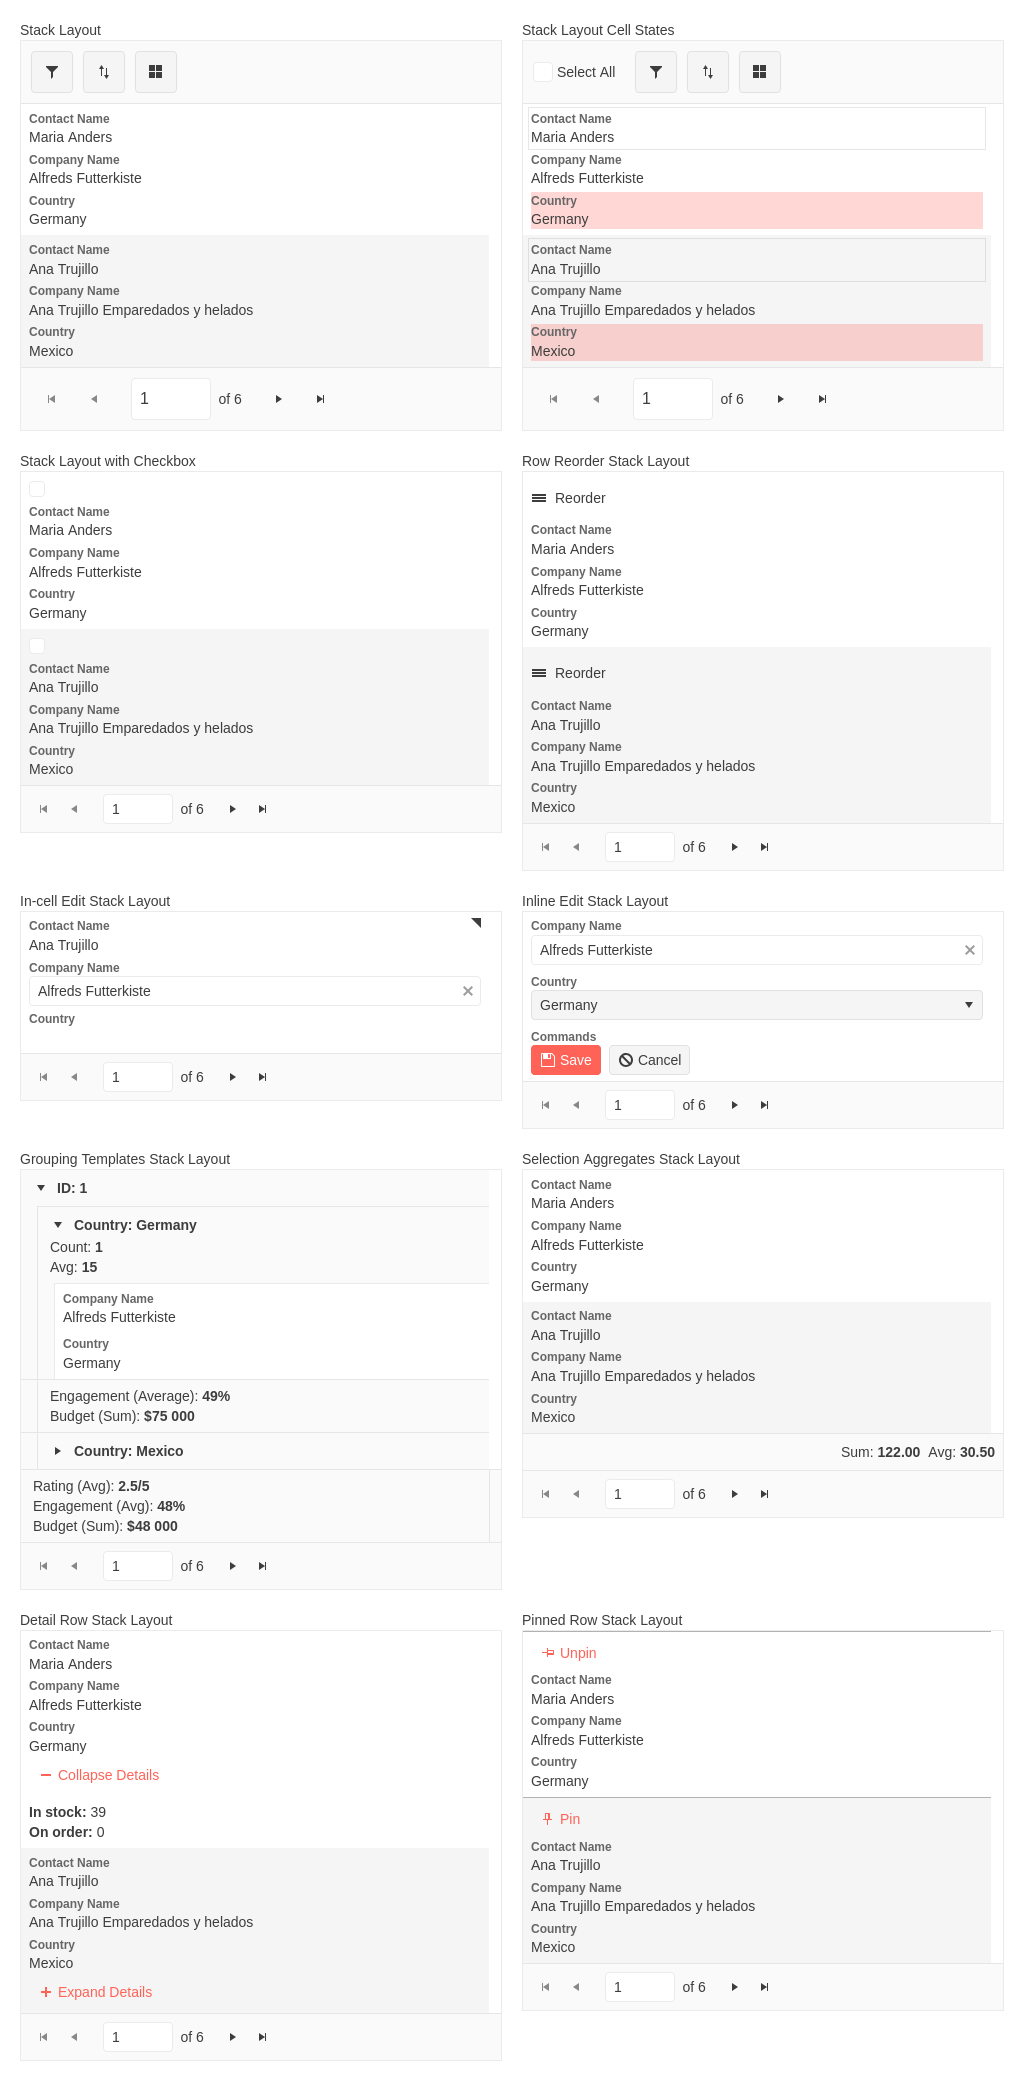 Stack Layout
Contact Name
Maria Anders
Company Name
Alfreds Futterkiste
Country
Germany
Contact Name
Ana Trujillo
Company Name
Ana Trujillo Emparedados y helados
Country
Mexico
1 of 6
Stack Layout Cell States
Select All
Contact Name
Maria Anders
Company Name
Alfreds Futterkiste
Country
Germany
Contact Name
Ana Trujillo
Company Name
Ana Trujillo Emparedados y helados
Country
Mexico
1 of 6
Stack Layout with Checkbox
Contact Name
Maria Anders
Company Name
Alfreds Futterkiste
Country
Germany
Contact Name
Ana Trujillo
Company Name
Ana Trujillo Emparedados y helados
Country
Mexico
1 of 6
Row Reorder Stack Layout
Reorder
Contact Name
Maria Anders
Company Name
Alfreds Futterkiste
Country
Germany
Reorder
Contact Name
Ana Trujillo
Company Name
Ana Trujillo Emparedados y helados
Country
Mexico
1 of 6
In-cell Edit Stack Layout
Contact Name
Ana Trujillo
Company Name
Alfreds Futterkiste
Country
1 of 6
Inline Edit Stack Layout
Company Name
Alfreds Futterkiste
Country
Germany
Commands
Save Cancel
1 of 6
Grouping Templates Stack Layout
ID: 1
Country: Germany
Count: 1
Avg: 15
Company Name
Alfreds Futterkiste
Country
Germany
Engagement (Average): 49%
Budget (Sum): $75 000
Country: Mexico
Rating (Avg): 2.5/5
Engagement (Avg): 48%
Budget (Sum): $48 000
1 of 6
Selection Aggregates Stack Layout
Contact Name
Maria Anders
Company Name
Alfreds Futterkiste
Country
Germany
Contact Name
Ana Trujillo
Company Name
Ana Trujillo Emparedados y helados
Country
Mexico
Sum: 122.00 Avg: 30.50
1 of 6
Detail Row Stack Layout
Contact Name
Maria Anders
Company Name
Alfreds Futterkiste
Country
Germany
Collapse Details
In stock: 39
On order: 0
Contact Name
Ana Trujillo
Company Name
Ana Trujillo Emparedados y helados
Country
Mexico
Expand Details
1 of 6
Pinned Row Stack Layout
Unpin
Contact Name
Maria Anders
Company Name
Alfreds Futterkiste
Country
Germany
Pin
Contact Name
Ana Trujillo
Company Name
Ana Trujillo Emparedados y helados
Country
Mexico
1 of 6